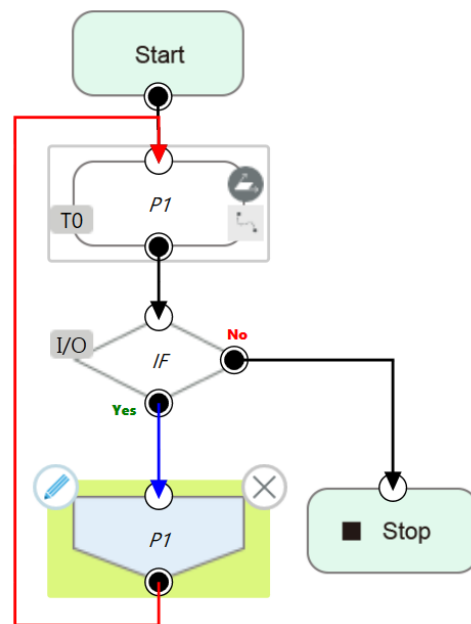 Start
P1
T0
No
I/O
IF
Yes
P1
Stop